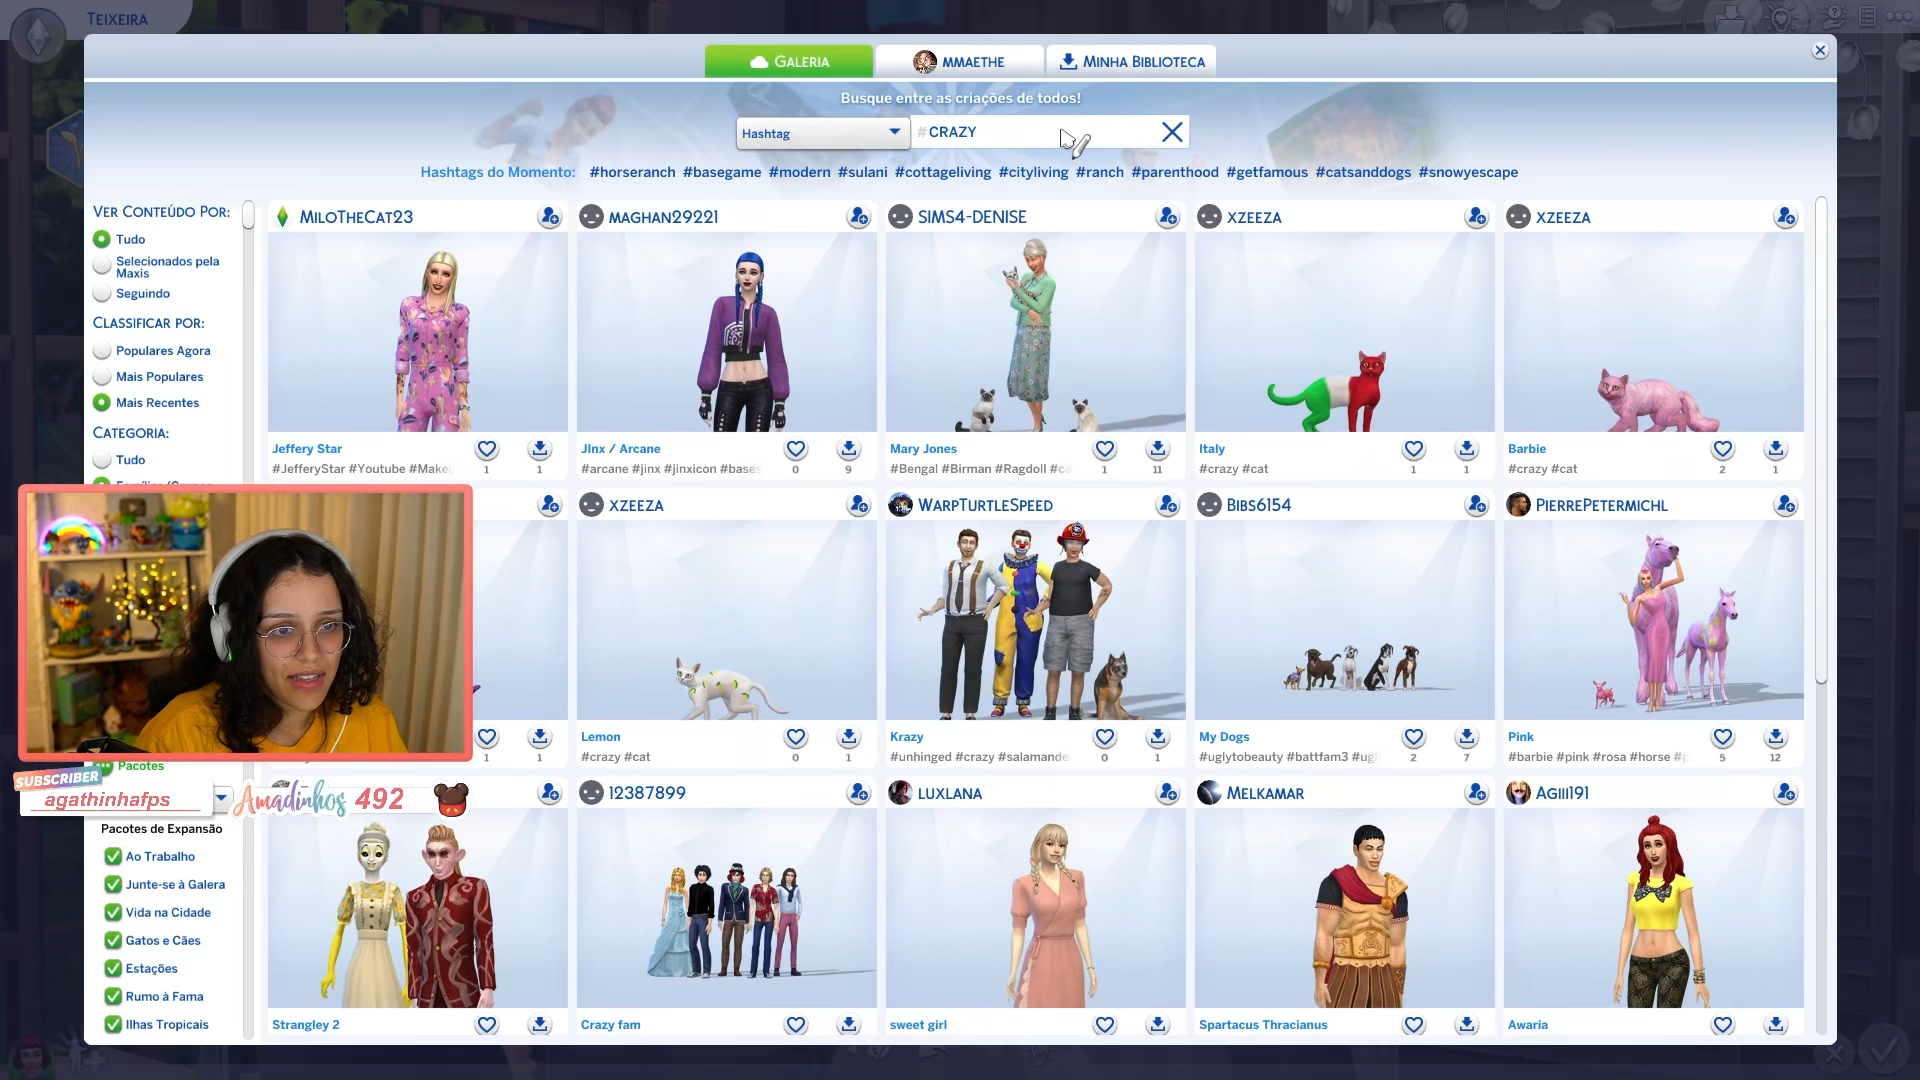 TEIXEIRA
GALERIA
MMAETHE
MINHA BIBLIOTECA
Busque entre as criações de todos!
Hashtag
#CRAZY
Hashtags do Momento: #horseranch #basegame #modern #sulani #cottageliving #cityliving #ranch #parenthood #getfamous #catsanddogs #snowyescape
VER CONTEÚDO POR:
Tudo
Selecionados pela
Maxis
Seguindo
CLASSIFICAR POR:
Populares Agora
Mais Populares
Mais Recentes
CATEGORIA:
Tudo
MILOTHECAT23
MAGHAN29221
SIMS4-DENISE
XZEEZA
XZEEZA
Jeffery Star
1
1
#JefferyStar #Youtube #Make
JInx / Arcane
0
9
#arcane #jinx #jinxicon #bases
Mary Jones
1
11
#Bengal #Birman #Ragdoll #ca
Italy
1
1
#crazy #cat
Barbie
2
1
#crazy #cat
XZEEZA
WARPTURTLESPEED
BIBS6154
PIERREPETERMICHL
1
1
Lemon
0
1
#crazy #cat
Krazy
0
1
#unhinged #crazy #salamande
My Dogs
2
7
#uglytobeauty #battfam3 #ugl
Pink
5
12
#barbie #pink #rosa #horse #p
Pacotes
SUBSCRIBER
agathinhafps
Amadinhos 492
Pacotes de Expansão
Ao Trabalho
Junte-se à Galera
Vida na Cidade
Gatos e Cães
Estações
Rumo à Fama
Ilhas Tropicais
12387899
LUXLANA
MELKAMAR
AGIII191
Strangley 2
Crazy fam
sweet girl
Spartacus Thracianus
Awaria